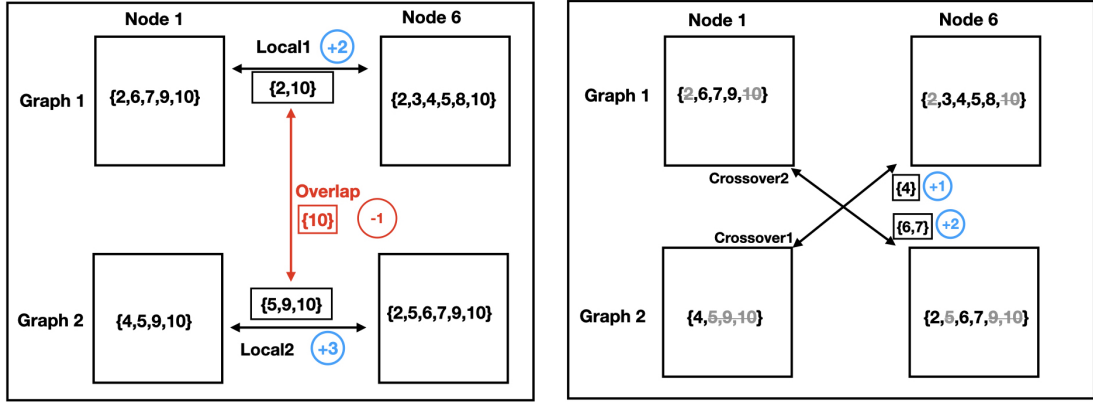 Node 1
Node 6
Local1
+2
Graph 1
{2,6,7,9,10}
{2,10}
{2,3,4,5,8,10}
Overlap
{10}
-1
{5,9,10}
Graph 2
{4,5,9,10}
{2,5,6,7,9,10}
Local2
+3
Node 1
Node 6
Graph 1
{2,6,7,9,10}
{2,3,4,5,8,10}
Crossover2
{4}
+1
{6,7}
+2
Crossover1
Graph 2
{4,5,9,10}
{2,5,6,7,9,10}